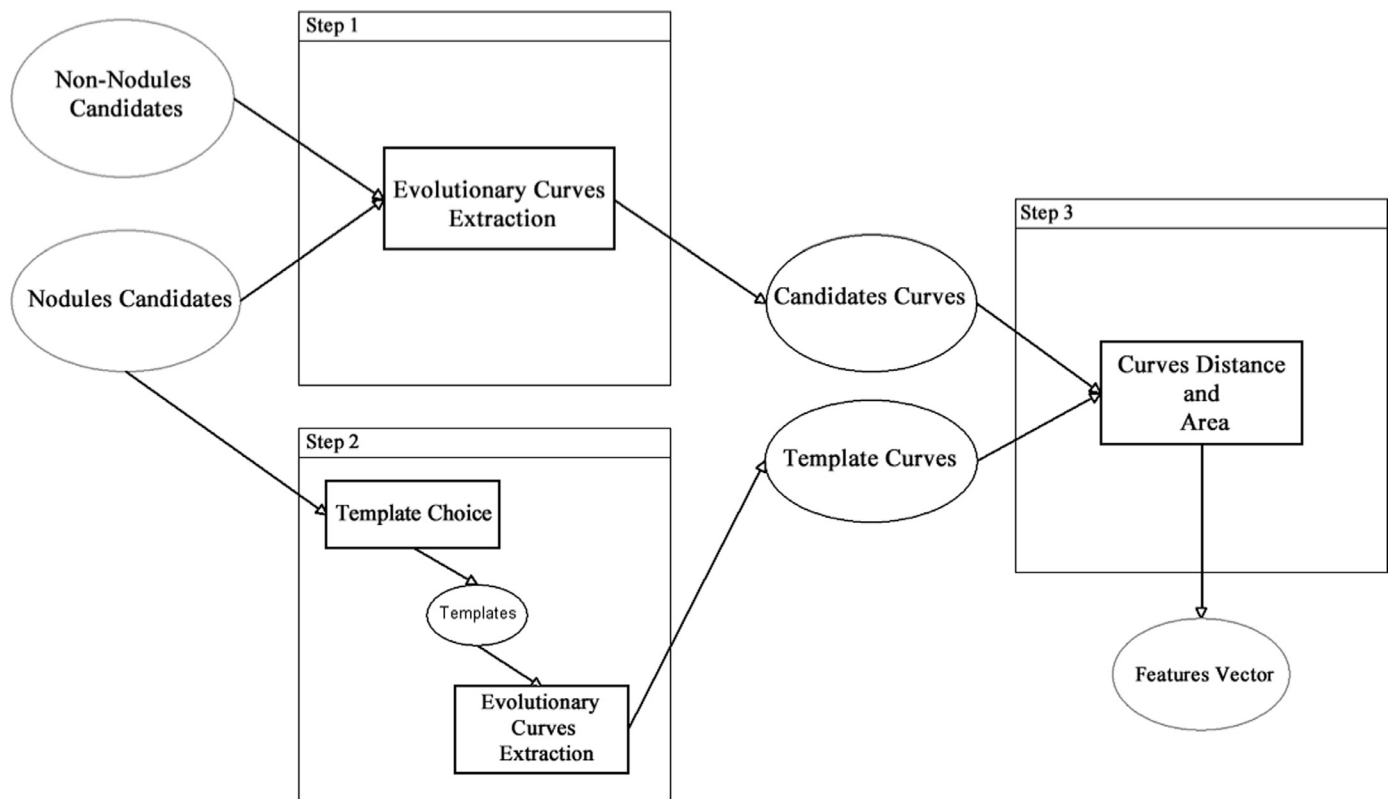 Step 1
Non-Nodules
Candidates
Evolutionary Curves
Extraction
Nodules Candidates
Step 2
Template Choice
Templates
Evolutionary
Curves
Extraction
Candidates Curves
Template Curves
Step 3
Curves Distance
and
Area
Features Vector